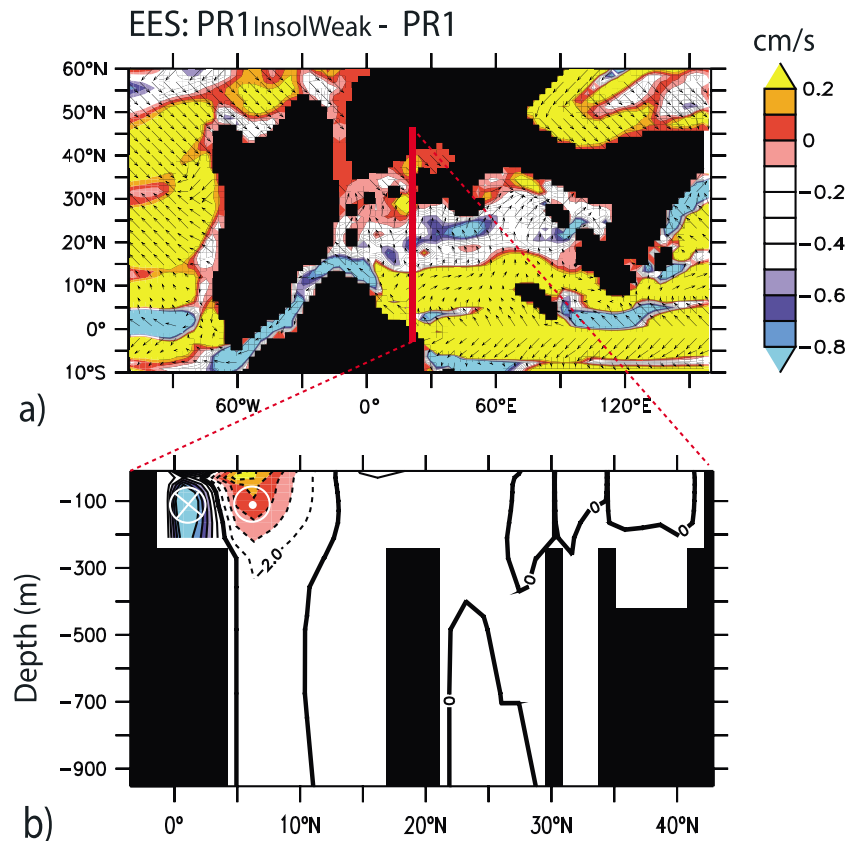 EES: PR1InsolWeak - PR1
cm/s
60°N
50°N
40°N
30°N
20°N
10°N
0°
10°S
0.2
0
-0.2
-0.4
-0.6
-0.8
a)
60°W
0°
60°E
120°E
Depth (m)
-100
-300
-500
-700
-900
-2.0
0
0
0
0
b)
0°
10°N
20°N
30°N
40°N